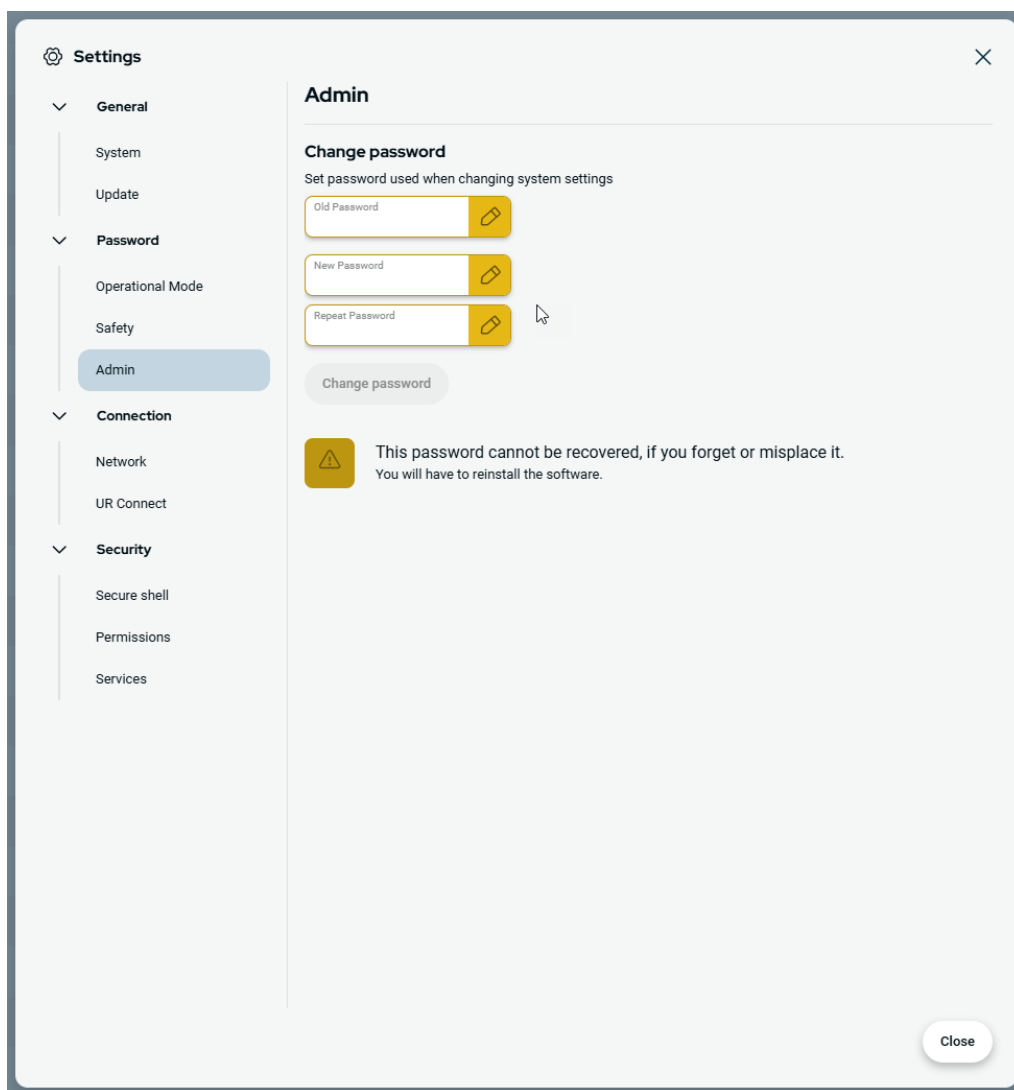 Settings
General
System
Update
Password
Operational Mode
Safety
Admin
Connection
Network
UR Connect
Security
Secure shell
Permissions
Services
Admin
Change password
Set password used when changing system settings
Old Password
New Password
Repeat Password
Change password
This password cannot be recovered, if you forget or misplace it.
You will have to reinstall the software.
Close